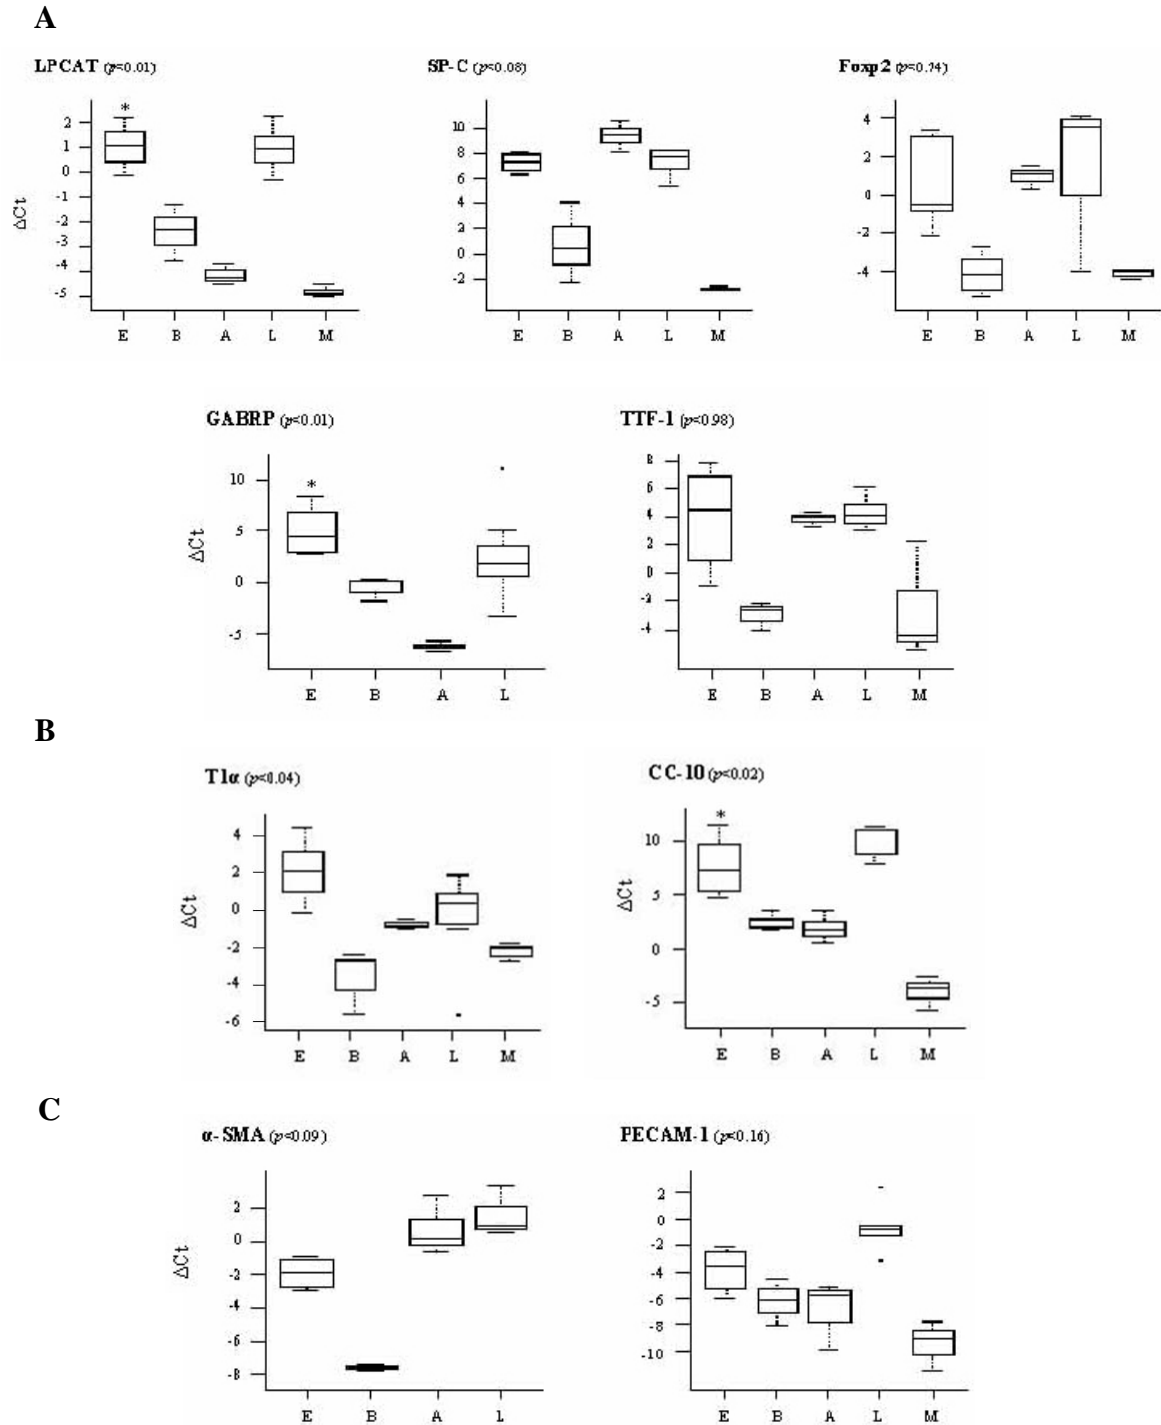 A
LPCAT (p<0.01) SP-C (p<0.08) Foxp2 (p<0.74)
ΔCt
*
2
1
0
-1
-2
-3
-4
-5
E B A L M
10
8
6
4
2
0
-2
E B A L M
4
2
0
-2
-4
E B A L M
GABRP (p<0.01) TTF-1 (p<0.98)
ΔCt
*
10
5
0
-5
E B A L
8
6
4
2
0
-2
-4
E B A L M
B
T1α (p<0.04) CC-10 (p<0.02)
ΔCt
4
2
0
-2
-4
-6
E B A L M
ΔCt
*
10
5
0
-5
E B A L M
C
α-SMA (p<0.09) PECAM-1 (p<0.16)
ΔCt
2
0
-2
-4
-6
-8
E B A L
2
0
-2
-4
-6
-8
-10
E B A L M